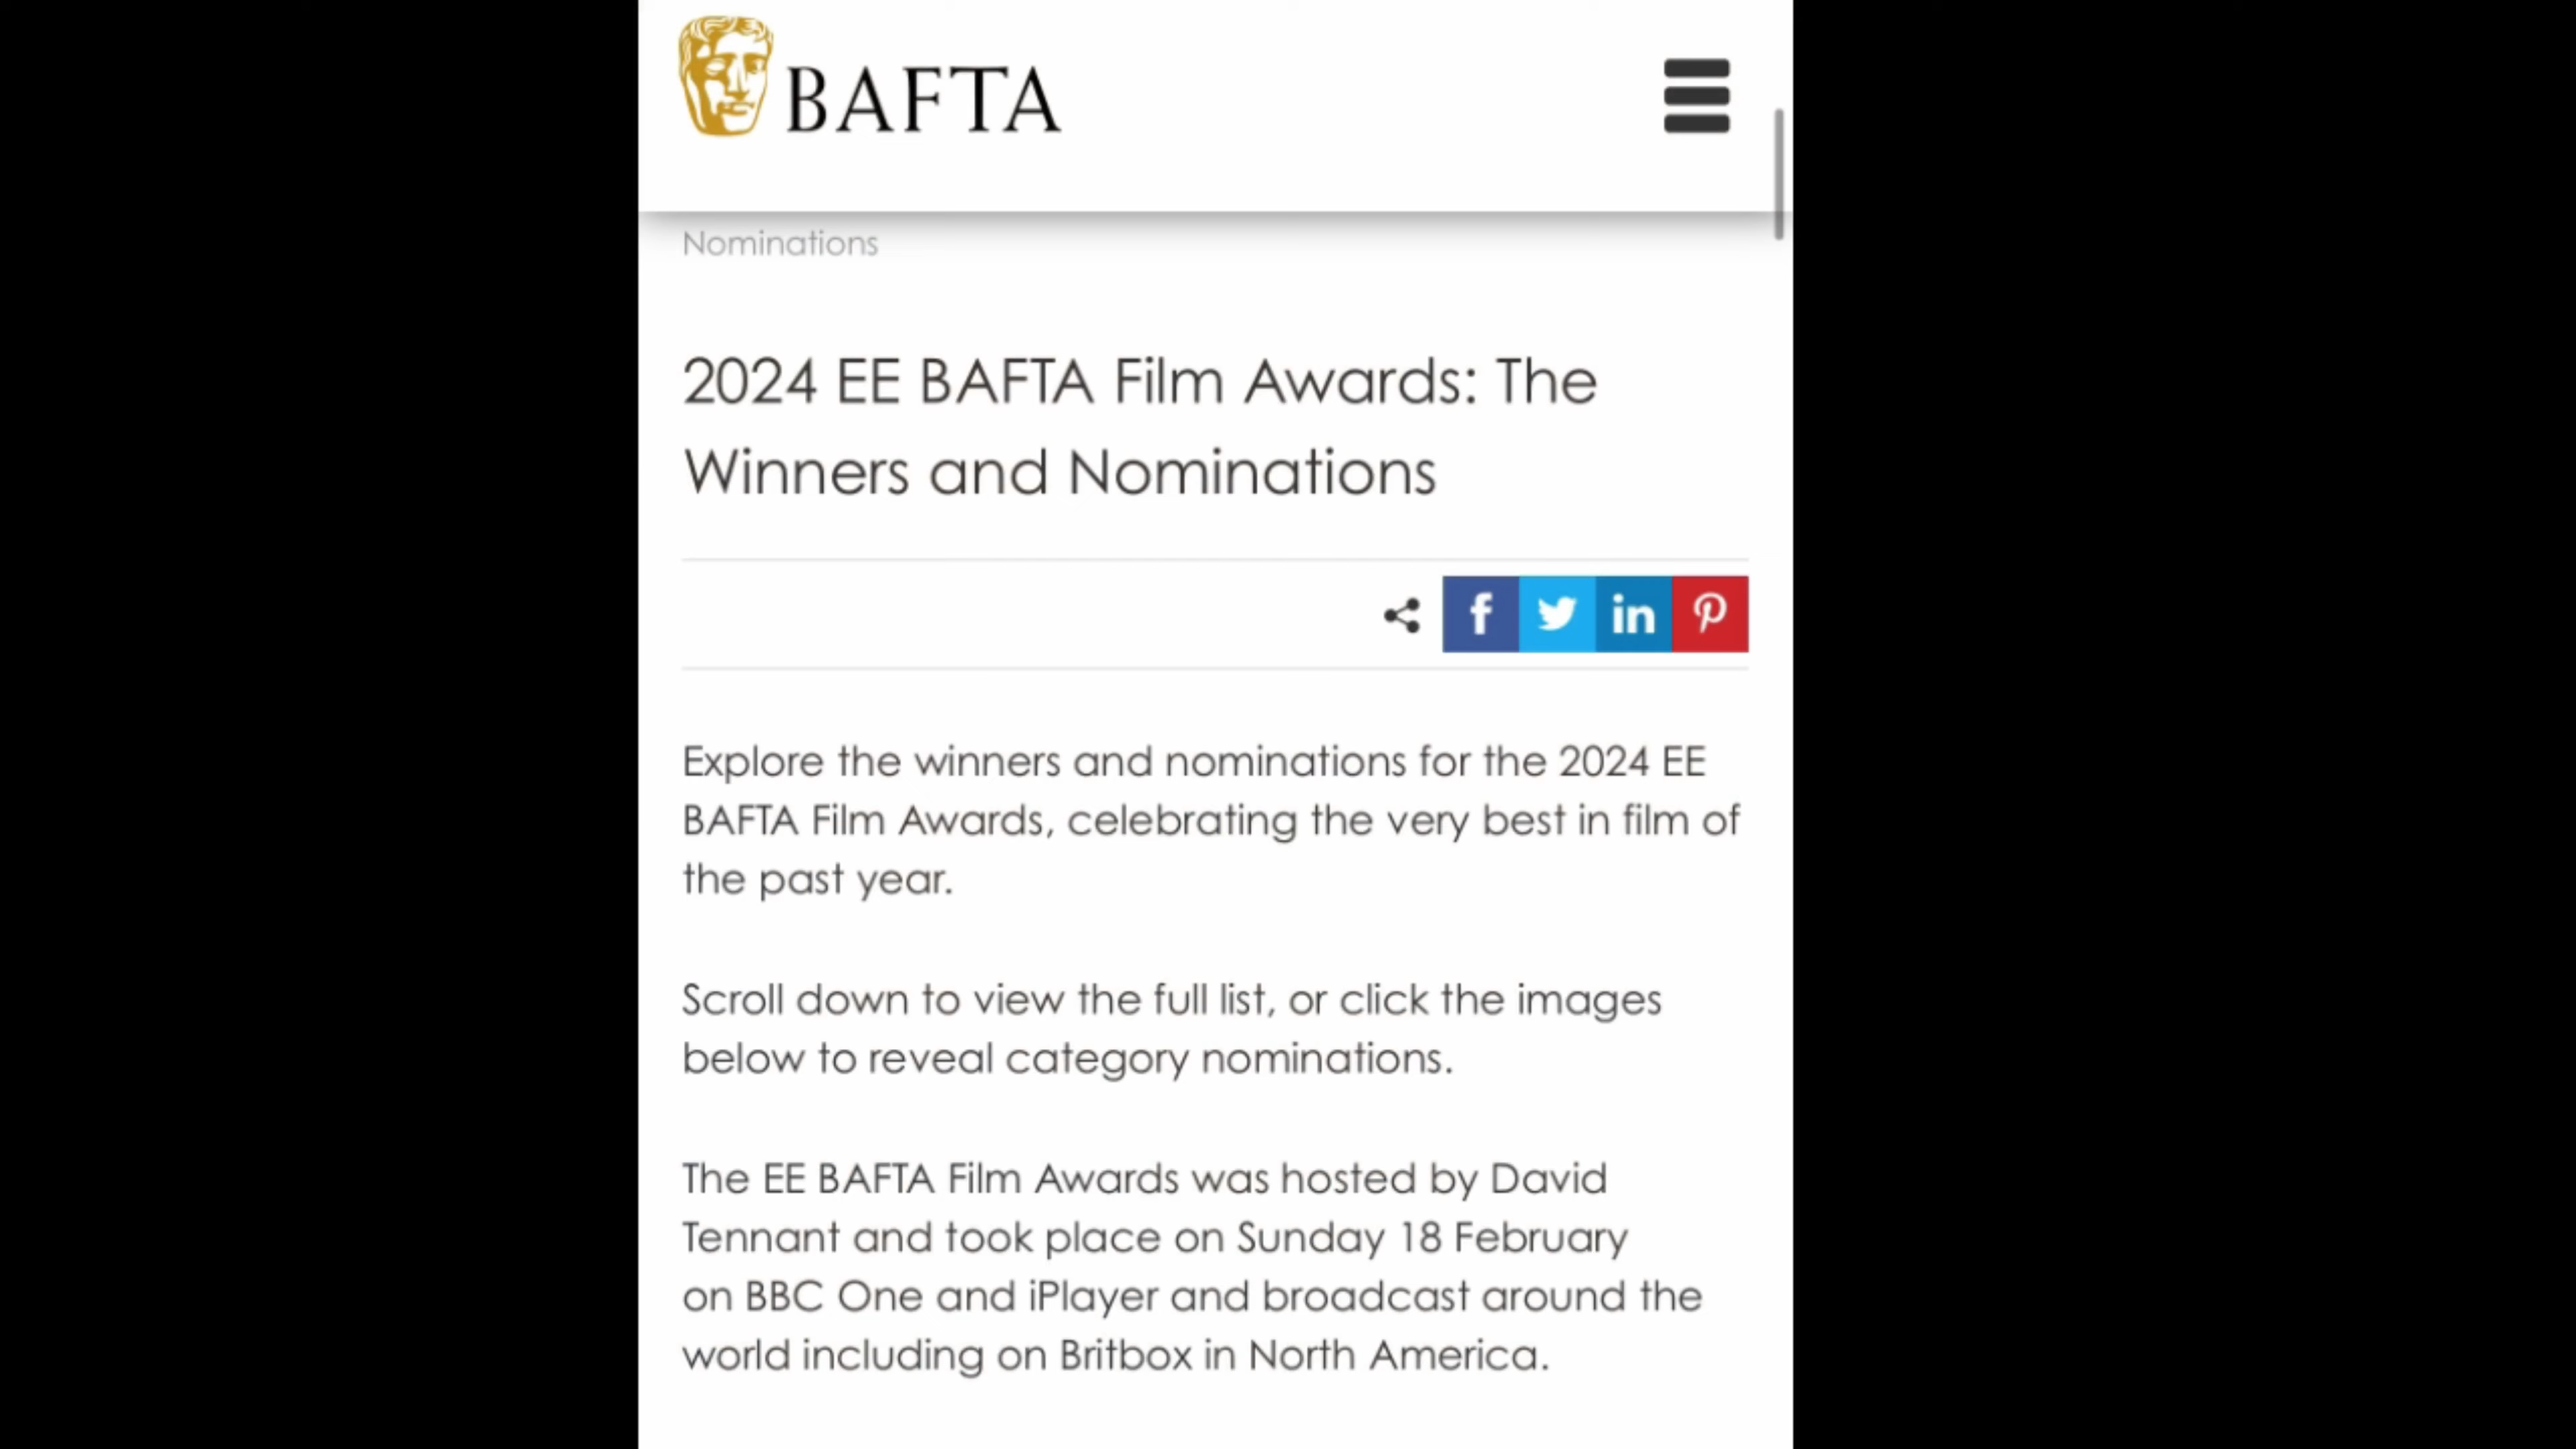 BAFTA
Nominations
2024 EE BAFTA Film Awards: The
Winners and Nominations
f in
Explore the winners and nominations for the 2024 EE
BAFTA Film Awards, celebrating the very best in film of
the past year.
Scroll down to view the full list, or click the images
below to reveal category nominations.
The EE BAFTA Film Awards was hosted by David
Tennant and took place on Sunday 18 February
on BBC One and iPlayer and broadcast around the
world including on Britbox in North America.